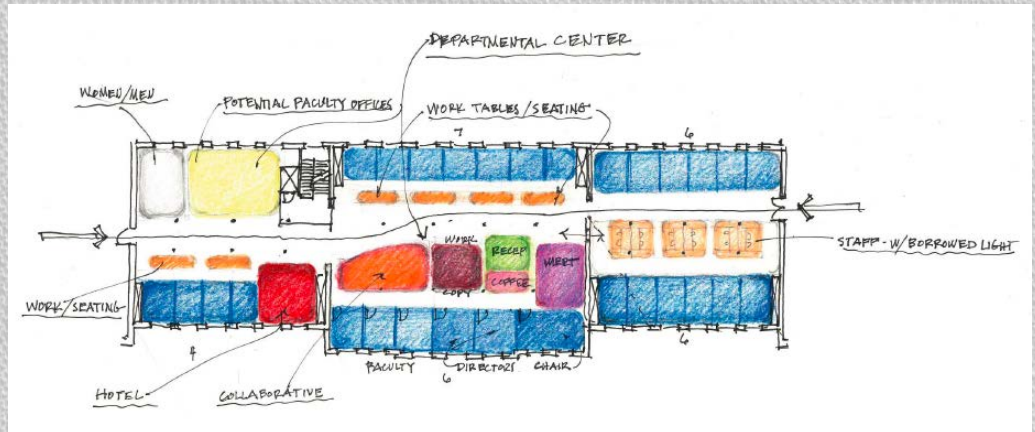 DEPARTMENTAL CENTER
WOMEN/MEN
POTENTIAL FACULTY OFFICES
WORK TABLES/SEATING
7
6
WORK
RECEP
MEET
COFFEE
COPY
STAFF - W/BORROWED LIGHT
WORK/SEATING
4
FACULTY
DIRECTORS
CHAIR
6
6
HOTEL
COLLABORATIVE